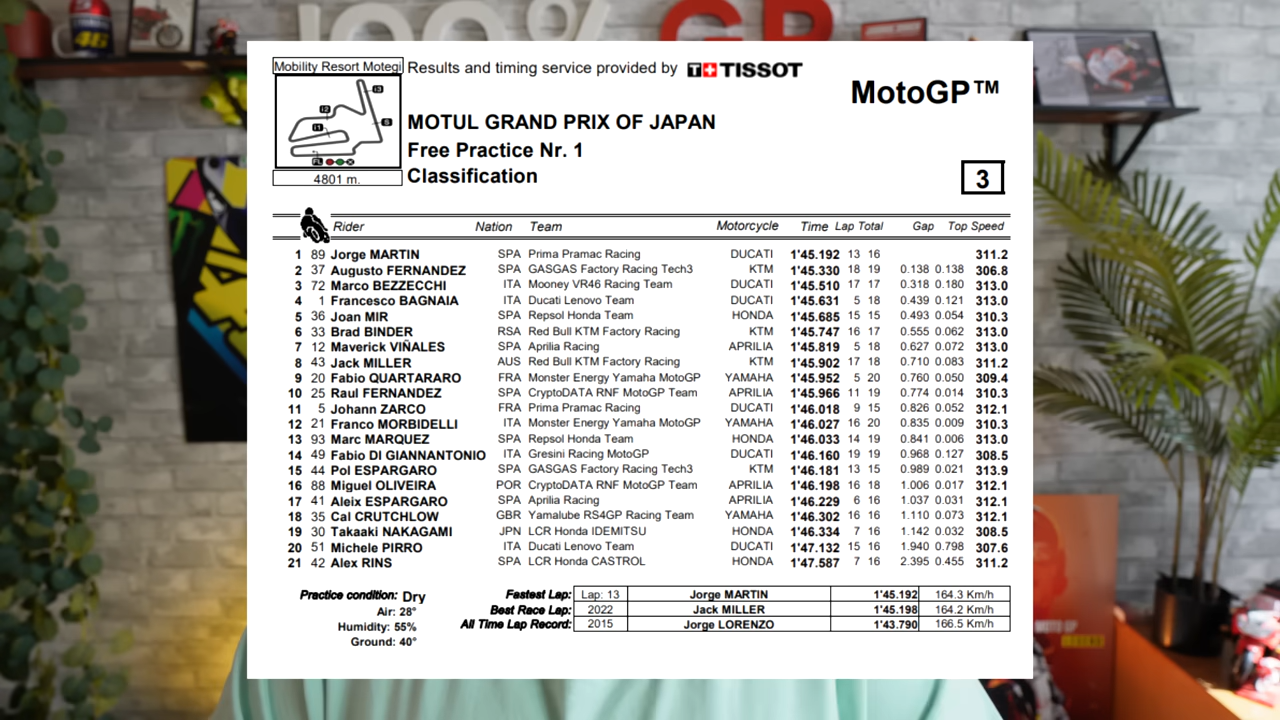 100% GP
46
Mobility Resort Motegi
Results and timing service provided by TISSOT
MotoGP™
I3
I2
S
I1
FL
MOTUL GRAND PRIX OF JAPAN
Free Practice Nr. 1
Classification
4801 m.
3
Rider Nation Team Motorcycle Time Lap Total Gap Top Speed
1 89 Jorge MARTIN SPA Prima Pramac Racing DUCATI 1'45.192 13 16 311.2
2 37 Augusto FERNANDEZ SPA GASGAS Factory Racing Tech3 KTM 1'45.330 18 19 0.138 0.138 306.8
3 72 Marco BEZZECCHI ITA Mooney VR46 Racing Team DUCATI 1'45.510 17 17 0.318 0.180 313.0
4 1 Francesco BAGNAIA ITA Ducati Lenovo Team DUCATI 1'45.631 5 18 0.439 0.121 313.0
5 36 Joan MIR SPA Repsol Honda Team HONDA 1'45.685 15 15 0.493 0.054 310.3
6 33 Brad BINDER RSA Red Bull KTM Factory Racing KTM 1'45.747 16 17 0.555 0.062 313.0
7 12 Maverick VIÑALES SPA Aprilia Racing APRILIA 1'45.819 5 18 0.627 0.072 313.0
8 43 Jack MILLER AUS Red Bull KTM Factory Racing KTM 1'45.902 17 18 0.710 0.083 311.2
9 20 Fabio QUARTARARO FRA Monster Energy Yamaha MotoGP YAMAHA 1'45.952 5 20 0.760 0.050 309.4
10 25 Raul FERNANDEZ SPA CryptoDATA RNF MotoGP Team APRILIA 1'45.966 11 19 0.774 0.014 310.3
11 5 Johann ZARCO FRA Prima Pramac Racing DUCATI 1'46.018 9 15 0.826 0.052 312.1
12 21 Franco MORBIDELLI ITA Monster Energy Yamaha MotoGP YAMAHA 1'46.027 16 20 0.835 0.009 310.3
13 93 Marc MARQUEZ SPA Repsol Honda Team HONDA 1'46.033 14 19 0.841 0.006 313.0
14 49 Fabio DI GIANNANTONIO ITA Gresini Racing MotoGP DUCATI 1'46.160 19 19 0.968 0.127 308.5
15 44 Pol ESPARGARO SPA GASGAS Factory Racing Tech3 KTM 1'46.181 13 15 0.989 0.021 313.9
16 88 Miguel OLIVEIRA POR CryptoDATA RNF MotoGP Team APRILIA 1'46.198 16 18 1.006 0.017 312.1
17 41 Aleix ESPARGARO SPA Aprilia Racing APRILIA 1'46.229 6 16 1.037 0.031 312.1
18 35 Cal CRUTCHLOW GBR Yamalube RS4GP Racing Team YAMAHA 1'46.302 16 16 1.110 0.073 312.1
19 30 Takaaki NAKAGAMI JPN LCR Honda IDEMITSU HONDA 1'46.334 7 16 1.142 0.032 308.5
20 51 Michele PIRRO ITA Ducati Lenovo Team DUCATI 1'47.132 15 16 1.940 0.798 307.6
21 42 Alex RINS SPA LCR Honda CASTROL HONDA 1'47.587 7 16 2.395 0.455 311.2
Practice condition: Dry
Air: 28°
Humidity: 55%
Ground: 40°
Fastest Lap: Lap: 13 Jorge MARTIN 1'45.192 164.3 Km/h
Best Race Lap: 2022 Jack MILLER 1'45.198 164.2 Km/h
All Time Lap Record: 2015 Jorge LORENZO 1'43.790 166.5 Km/h
MOTO GP